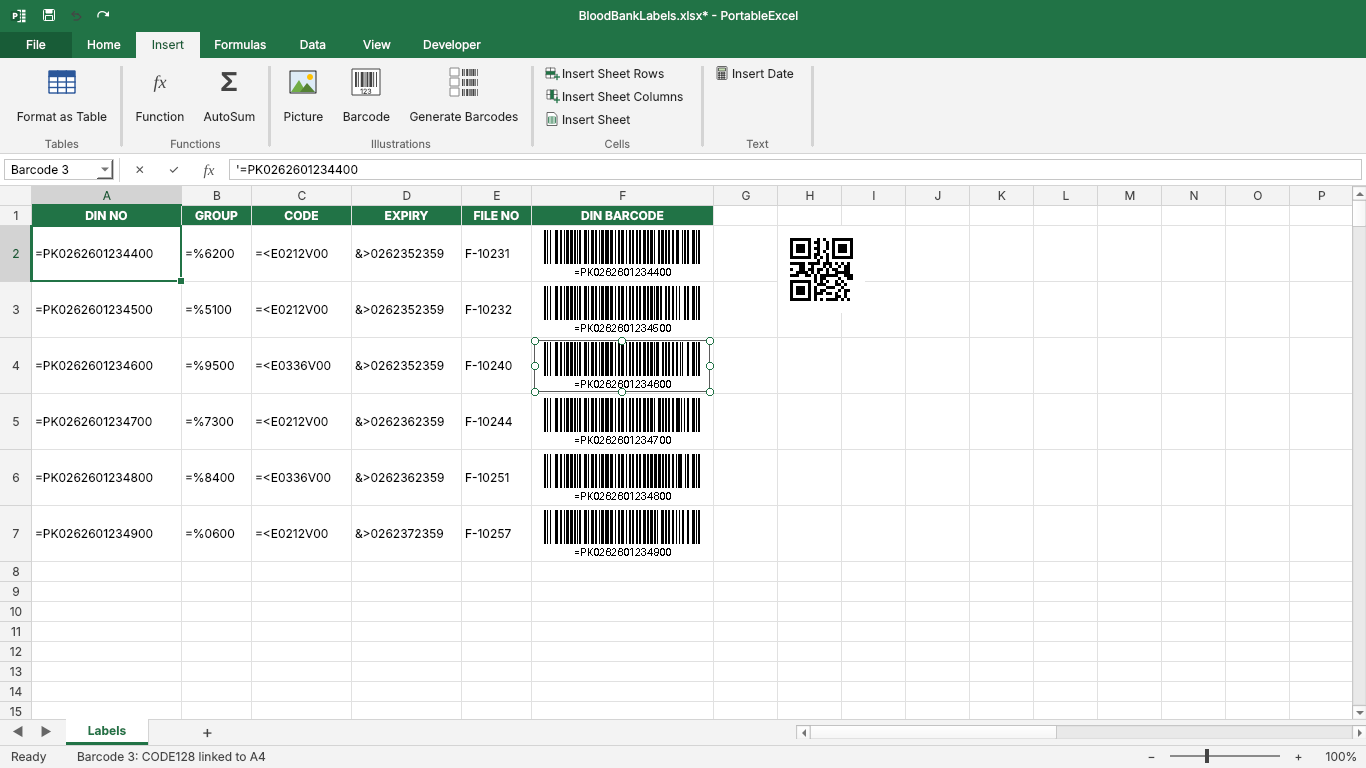 BloodBankLabels.xlsx* - PortableExcel
File Home Insert Formulas Data View Developer
Format as Table
Tables
fx Function
Σ AutoSum
Functions
Picture
123
Barcode
Generate Barcodes
Illustrations
Insert Sheet Rows
Insert Sheet Columns
Insert Sheet
Cells
Insert Date
Text
Barcode 3 fx '=PK0262601234400
A B C D E F G H I J K L M N O P
1 DIN NO GROUP CODE EXPIRY FILE NO DIN BARCODE
2 =PK0262601234400 =%6200 =<E0212V00 &>0262352359 F-10231 =PK0262601234400
3 =PK0262601234500 =%5100 =<E0212V00 &>0262352359 F-10232 =PK0262601234500
4 =PK0262601234600 =%9500 =<E0336V00 &>0262352359 F-10240 =PK0262601234600
5 =PK0262601234700 =%7300 =<E0212V00 &>0262362359 F-10244 =PK0262601234700
6 =PK0262601234800 =%8400 =<E0336V00 &>0262362359 F-10251 =PK0262601234800
7 =PK0262601234900 =%0600 =<E0212V00 &>0262372359 F-10257 =PK0262601234900
8
9
10
11
12
13
14
15
Labels +
Ready Barcode 3: CODE128 linked to A4 − + 100%